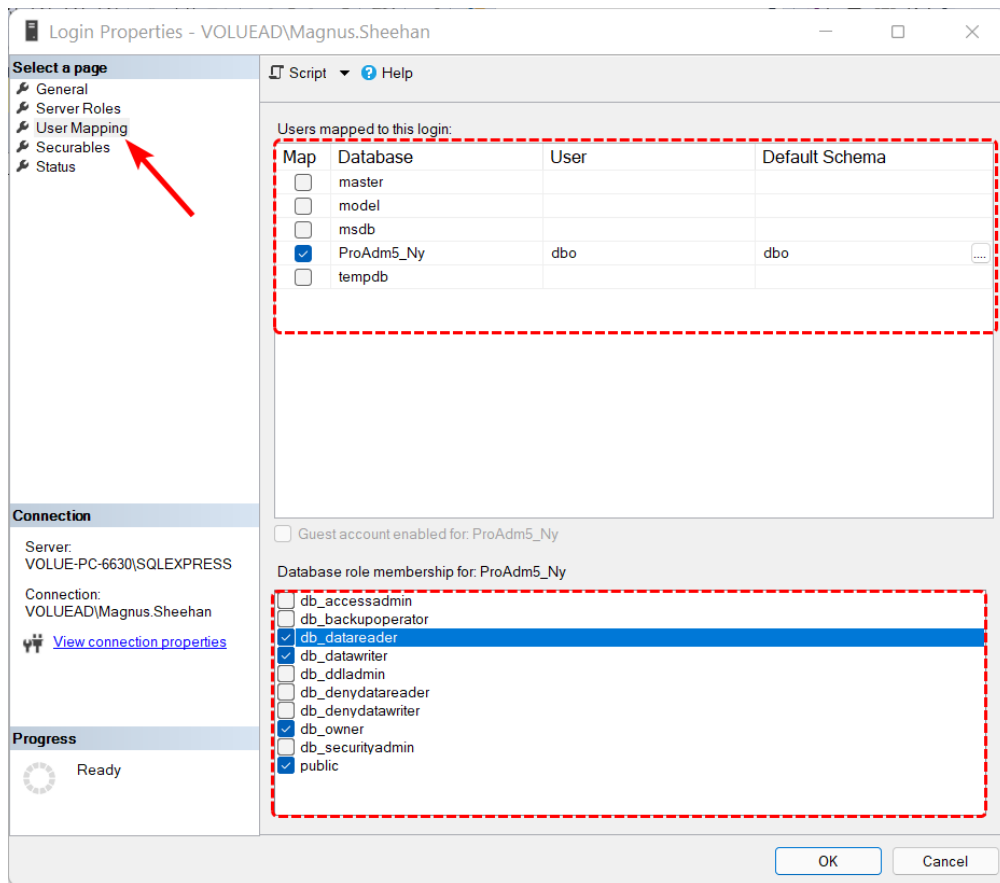 Login Properties - VOLUEAD\Magnus.Sheehan
Select a page
General
Server Roles
User Mapping
Securables
Status
Script Help
Users mapped to this login:
Map Database User Default Schema
master
model
msdb
ProAdm5_Ny dbo dbo ...
tempdb
Guest account enabled for: ProAdm5_Ny
Database role membership for: ProAdm5_Ny
db_accessadmin
db_backupoperator
db_datareader
db_datawriter
db_ddladmin
db_denydatareader
db_denydatawriter
db_owner
db_securityadmin
public
Connection
Server:
VOLUE-PC-6630\SQLEXPRESS
Connection:
VOLUEAD\Magnus.Sheehan
View connection properties
Progress
Ready
OK Cancel